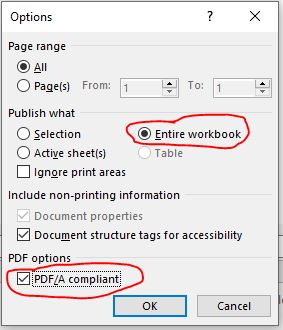 Options
Page range
All
Page(s) From: 1 To: 1
Publish what
Selection Entire workbook
Active sheet(s) Table
Ignore print areas
Include non-printing information
Document properties
Document structure tags for accessibility
PDF options
PDF/A compliant
OK Cancel